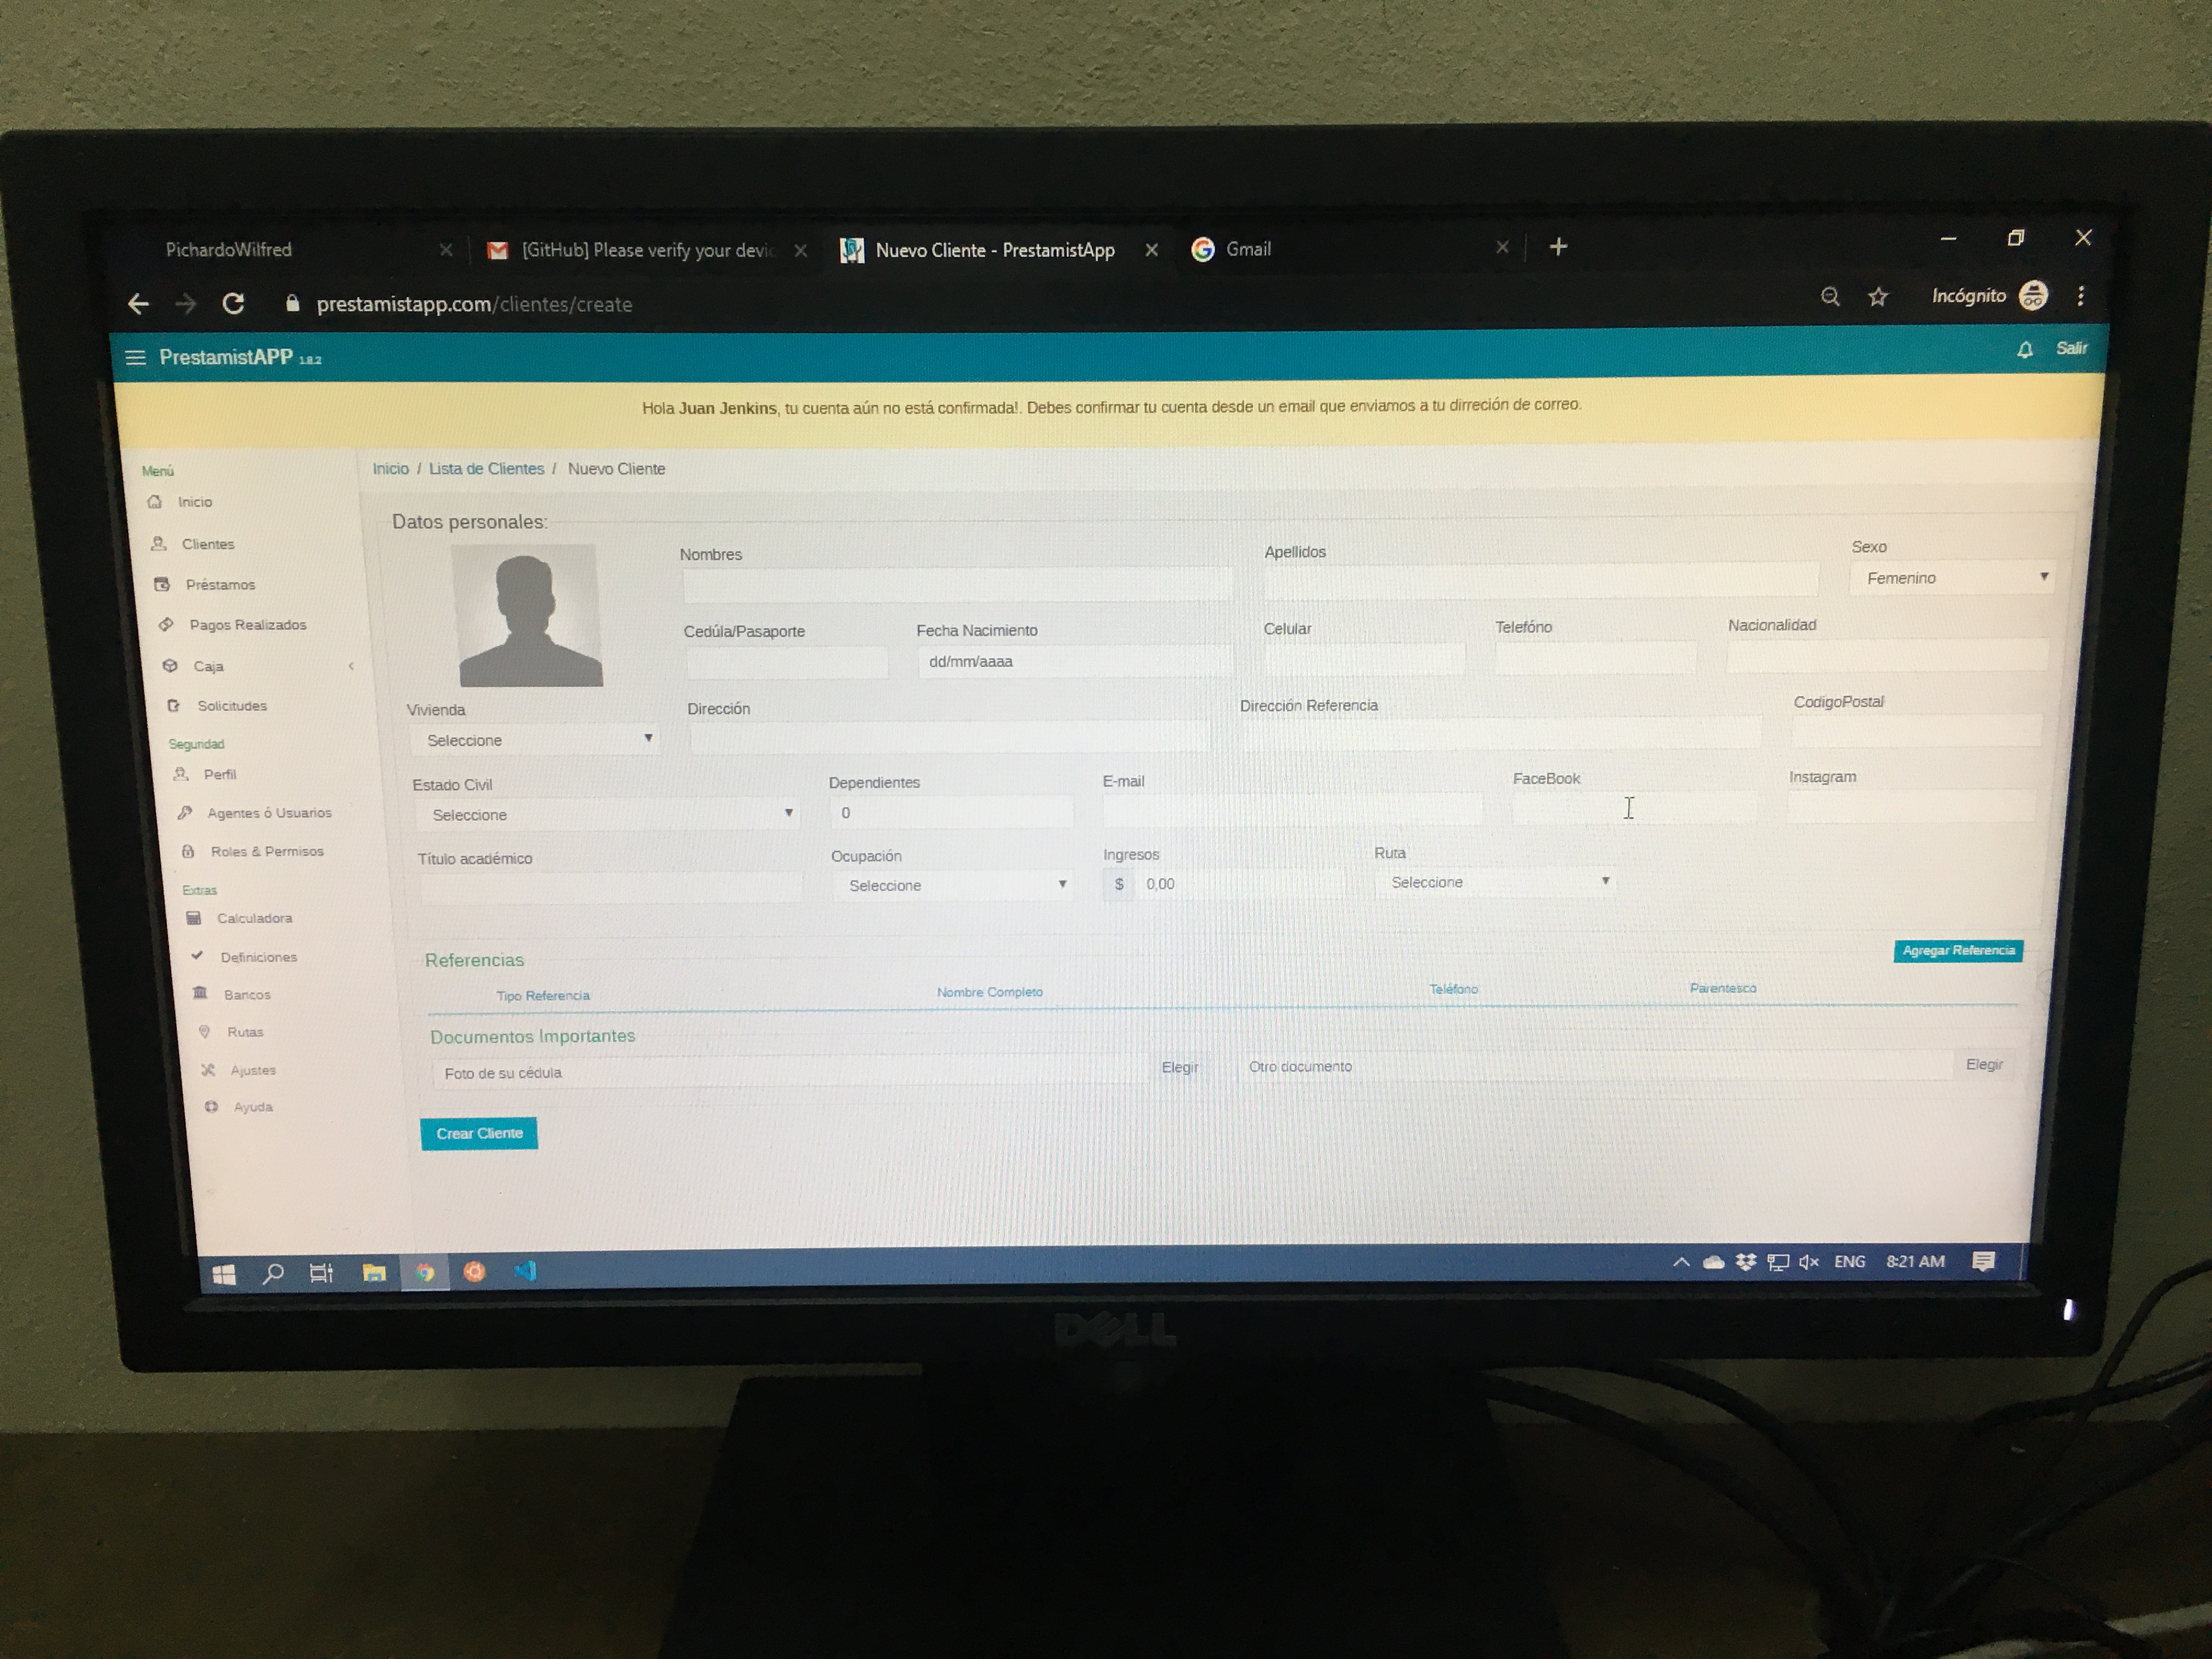 PichardoWilfred
[GitHub] Please verify your devic
Nuevo Cliente - PrestamistApp
Gmail
prestamistapp.com/clientes/create
Incógnito
PrestamistAPP 1.8.2
Salir
Hola Juan Jenkins, tu cuenta aún no está confirmada!. Debes confirmar tu cuenta desde un email que enviamos a tu dirreción de correo.
Menú
Inicio
Clientes
Préstamos
Pagos Realizados
Caja
Solicitudes
Seguridad
Perfil
Agentes ó Usuarios
Roles & Permisos
Extras
Calculadora
Definiciones
Bancos
Rutas
Ajustes
Ayuda
Inicio / Lista de Clientes / Nuevo Cliente
Datos personales:
Nombres
Apellidos
Sexo
Femenino
Cedúla/Pasaporte
Fecha Nacimiento
dd/mm/aaaa
Celular
Telefóno
Nacionalidad
Vivienda
Seleccione
Dirección
Dirección Referencia
CodigoPostal
Estado Civil
Seleccione
Dependientes
0
E-mail
FaceBook
Instagram
Título académico
Ocupación
Seleccione
Ingresos
$ 0,00
Ruta
Seleccione
Referencias
Agregar Referencia
Tipo Referencia
Nombre Completo
Teléfono
Parentesco
Documentos Importantes
Foto de su cédula
Elegir
Otro documento
Elegir
Crear Cliente
ENG
8:21 AM
DELL